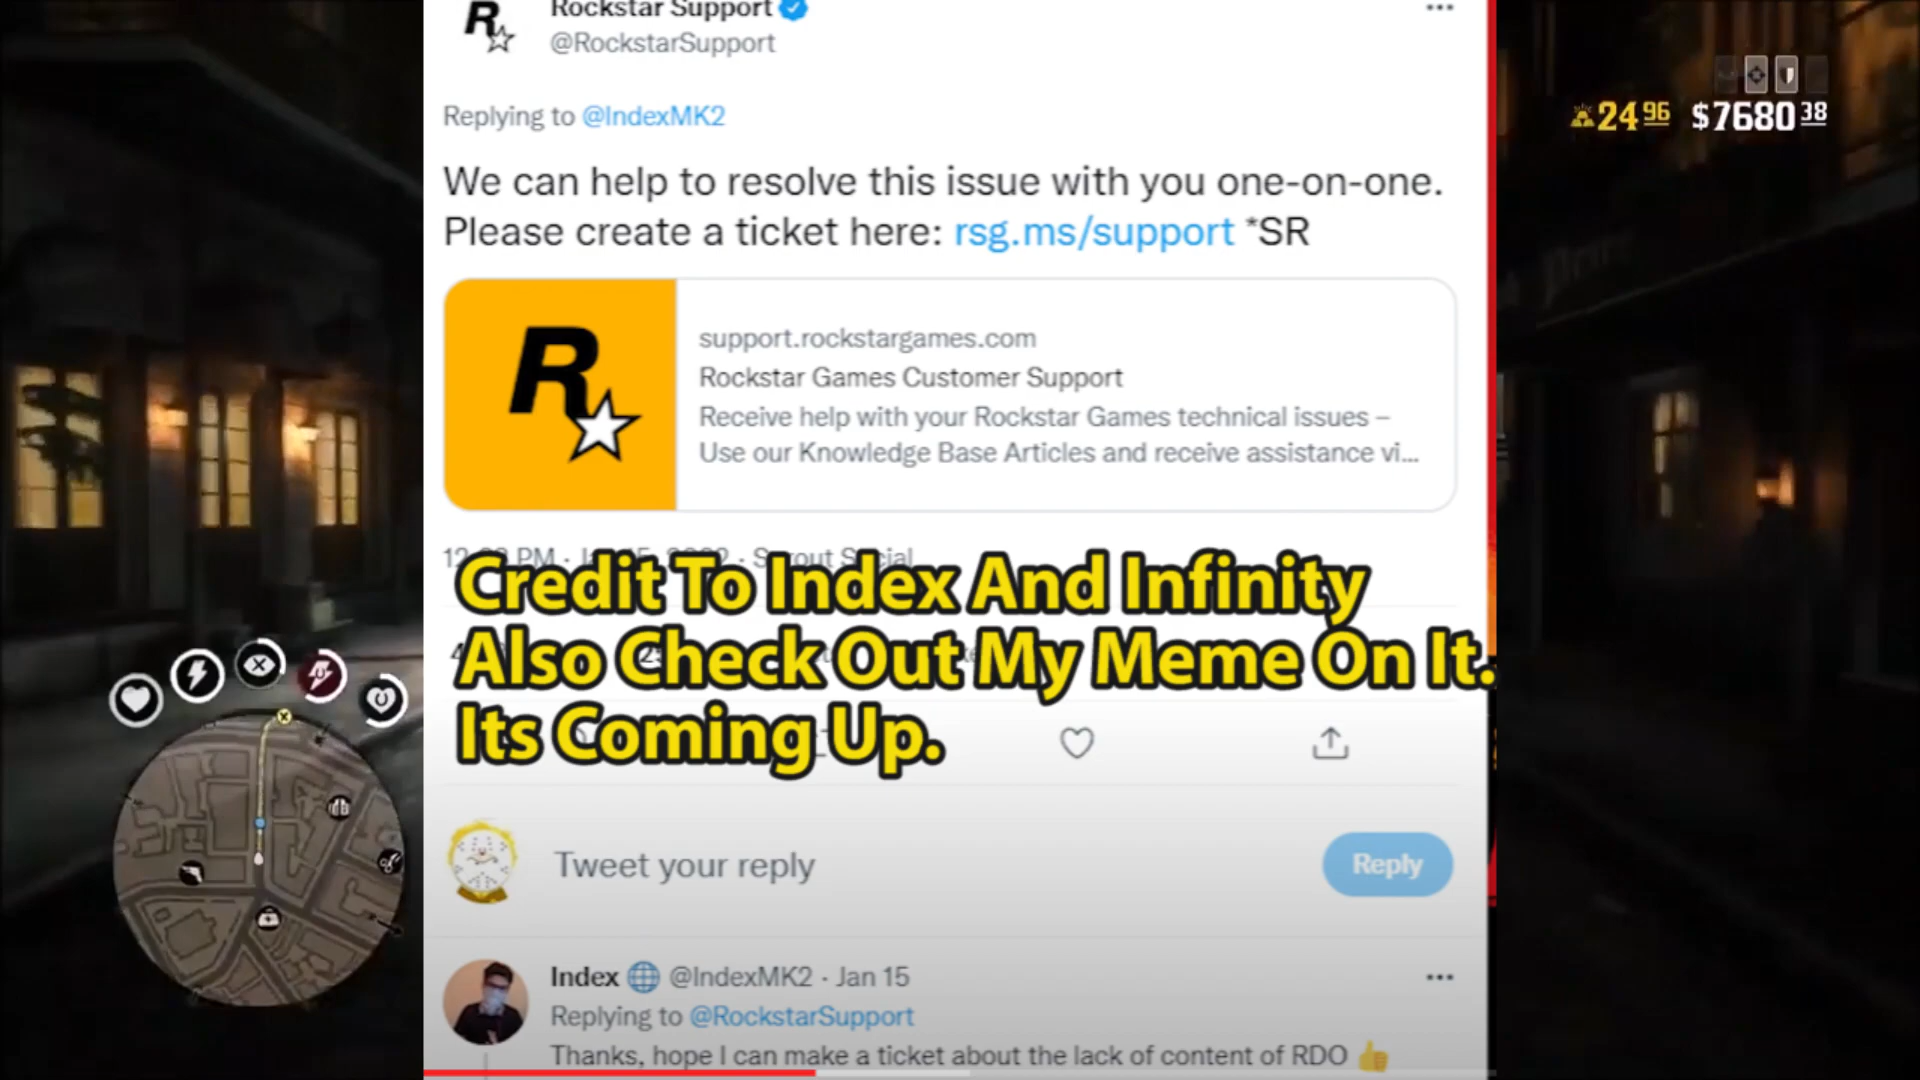 Rockstar Support
@RockstarSupport
Replying to @IndexMK2
We can help to resolve this issue with you one-on-one.
Please create a ticket here: rsg.ms/support *SR
support.rockstargames.com
Rockstar Games Customer Support
Receive help with your Rockstar Games technical issues –
Use our Knowledge Base Articles and receive assistance vi...
PM · Sprout Social
Credit To Index And Infinity
Also Check Out My Meme On It.
Its Coming Up.
Tweet your reply
Reply
Index @IndexMK2 · Jan 15
Replying to @RockstarSupport
Thanks, hope I can make a ticket about the lack of content of RDO
24 96 $7680 38